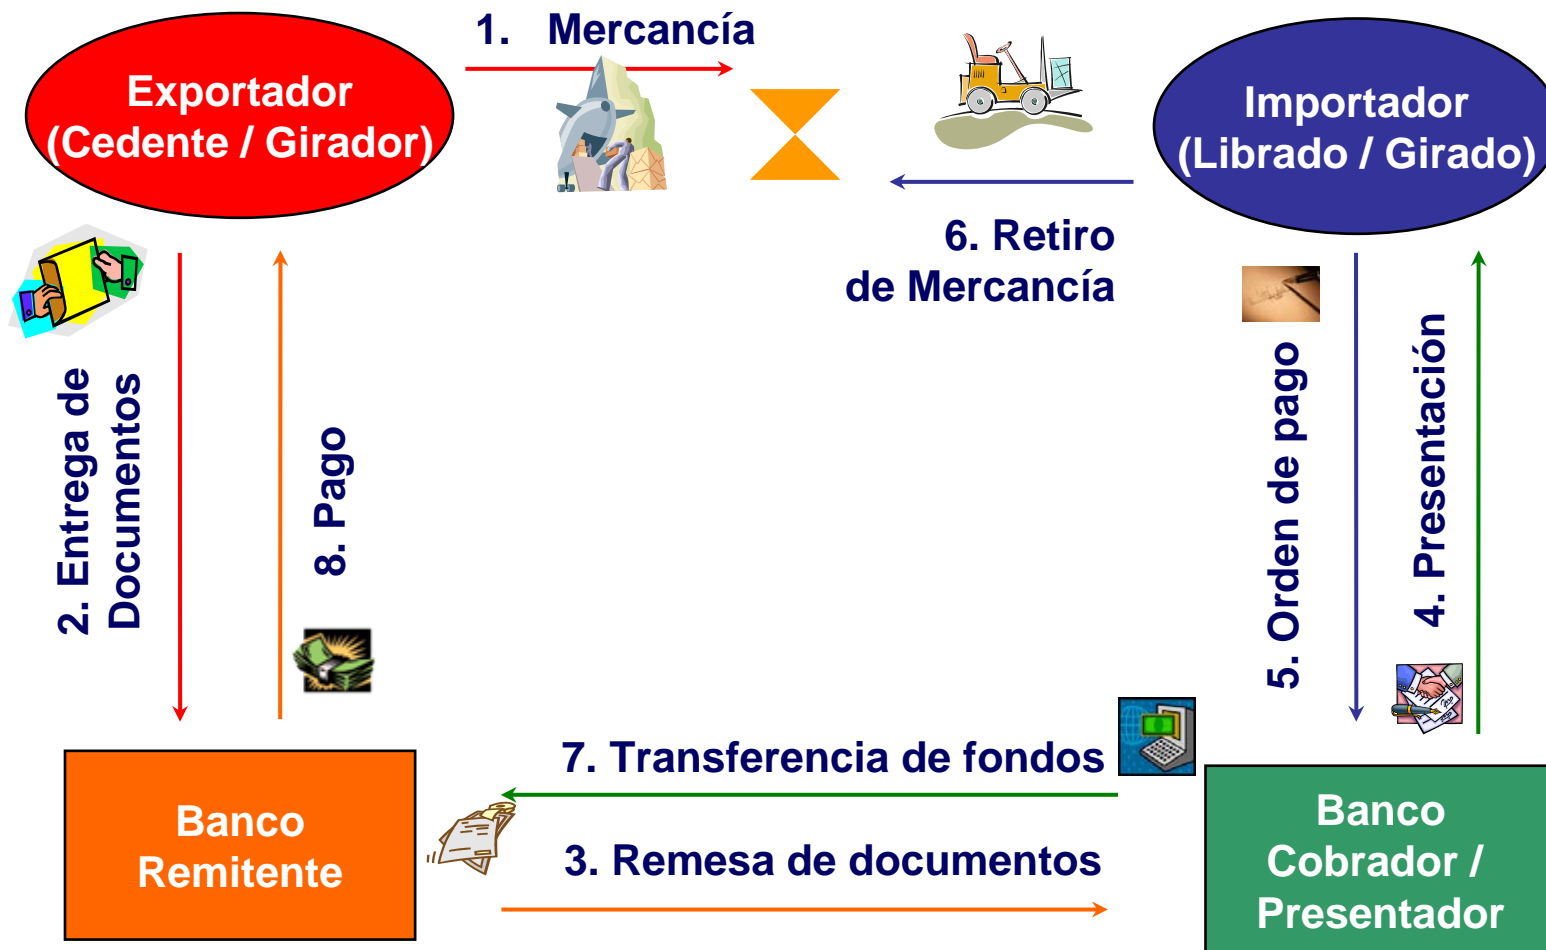 1. Mercancía
Exportador
(Cedente / Girador)
Importador
(Librado / Girado)
6. Retiro
de Mercancía
2. Entrega de
Documentos
8. Pago
5. Orden de pago
4. Presentación
7. Transferencia de fondos
3. Remesa de documentos
Banco
Remitente
Banco
Cobrador /
Presentador